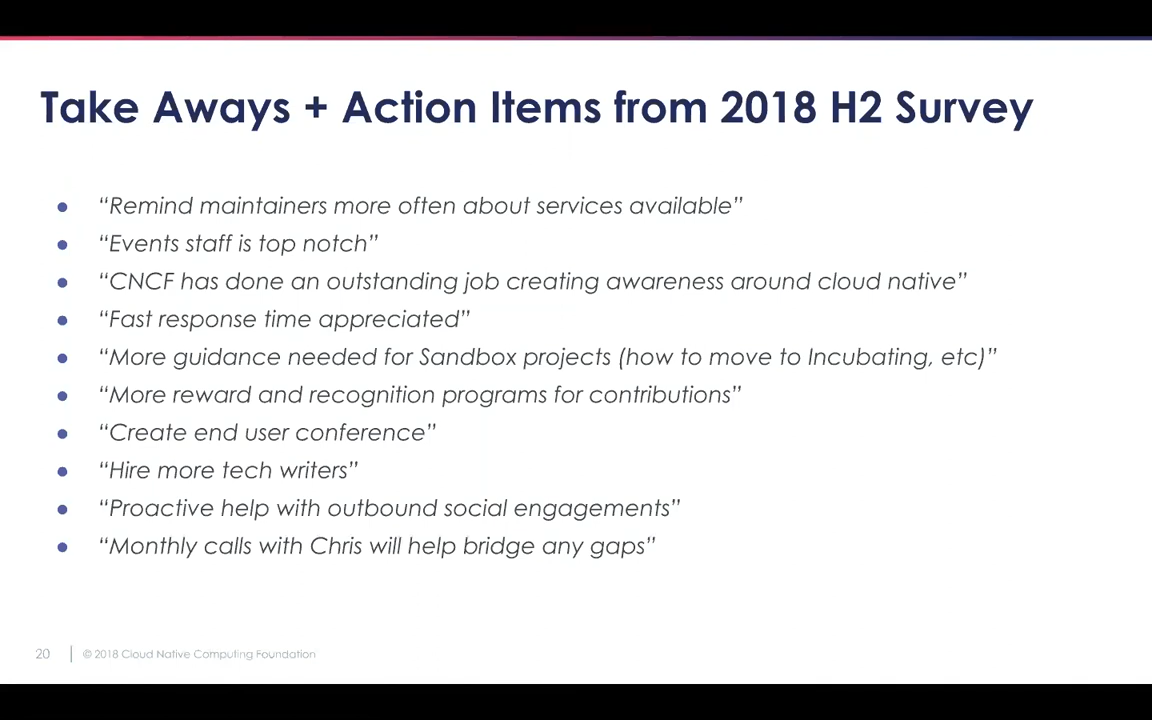 Take Aways + Action Items from 2018 H2 Survey
● “Remind maintainers more often about services available”
● “Events staff is top notch”
● “CNCF has done an outstanding job creating awareness around cloud native”
● “Fast response time appreciated”
● “More guidance needed for Sandbox projects (how to move to Incubating, etc)”
● “More reward and recognition programs for contributions”
● “Create end user conference”
● “Hire more tech writers”
● “Proactive help with outbound social engagements”
● “Monthly calls with Chris will help bridge any gaps”
20 | © 2018 Cloud Native Computing Foundation